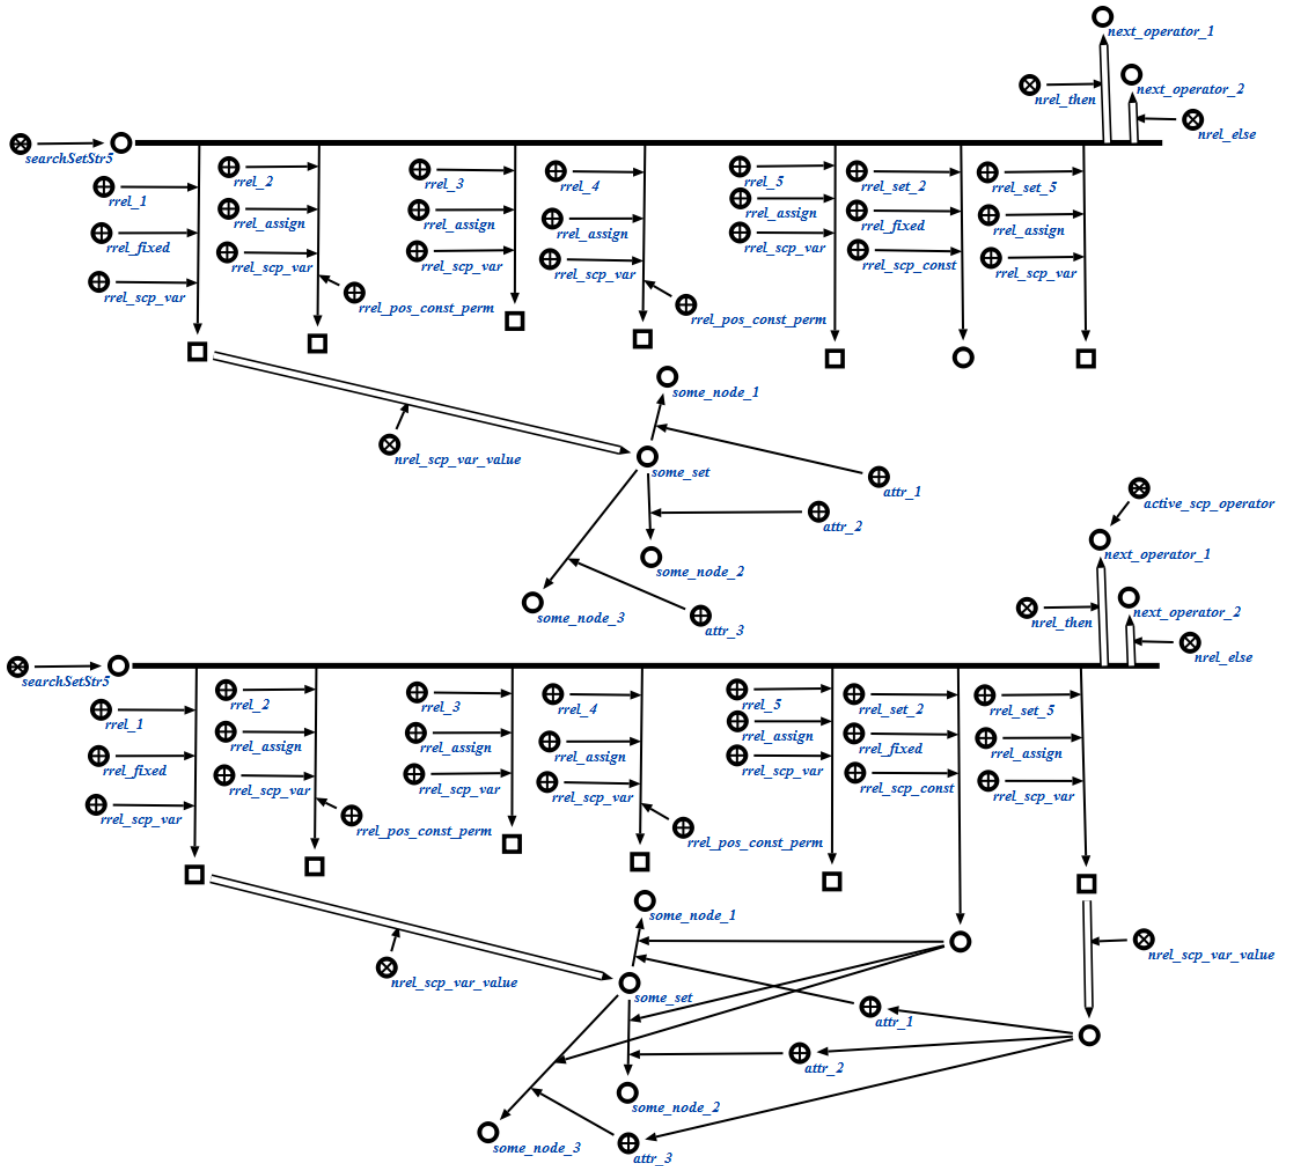 next_operator_1
next_operator_2
nrel_then
nrel_else
searchSetStr5
rrel_1
rrel_2
rrel_3
rrel_4
rrel_5
rrel_set_2
rrel_set_5
rrel_fixed
rrel_assign
rrel_assign
rrel_assign
rrel_assign
rrel_fixed
rrel_assign
rrel_scp_var
rrel_scp_var
rrel_scp_var
rrel_scp_var
rrel_scp_var
rrel_scp_const
rrel_scp_var
rrel_pos_const_perm
rrel_pos_const_perm
some_node_1
nrel_scp_var_value
some_set
attr_1
attr_2
some_node_2
some_node_3
attr_3
active_scp_operator
next_operator_1
next_operator_2
nrel_then
nrel_else
searchSetStr5
rrel_1
rrel_2
rrel_3
rrel_4
rrel_5
rrel_set_2
rrel_set_5
rrel_fixed
rrel_assign
rrel_assign
rrel_assign
rrel_assign
rrel_fixed
rrel_assign
rrel_scp_var
rrel_scp_var
rrel_scp_var
rrel_scp_var
rrel_scp_var
rrel_scp_const
rrel_scp_var
rrel_pos_const_perm
rrel_pos_const_perm
some_node_1
nrel_scp_var_value
nrel_scp_var_value
some_set
attr_1
attr_2
some_node_2
some_node_3
attr_3